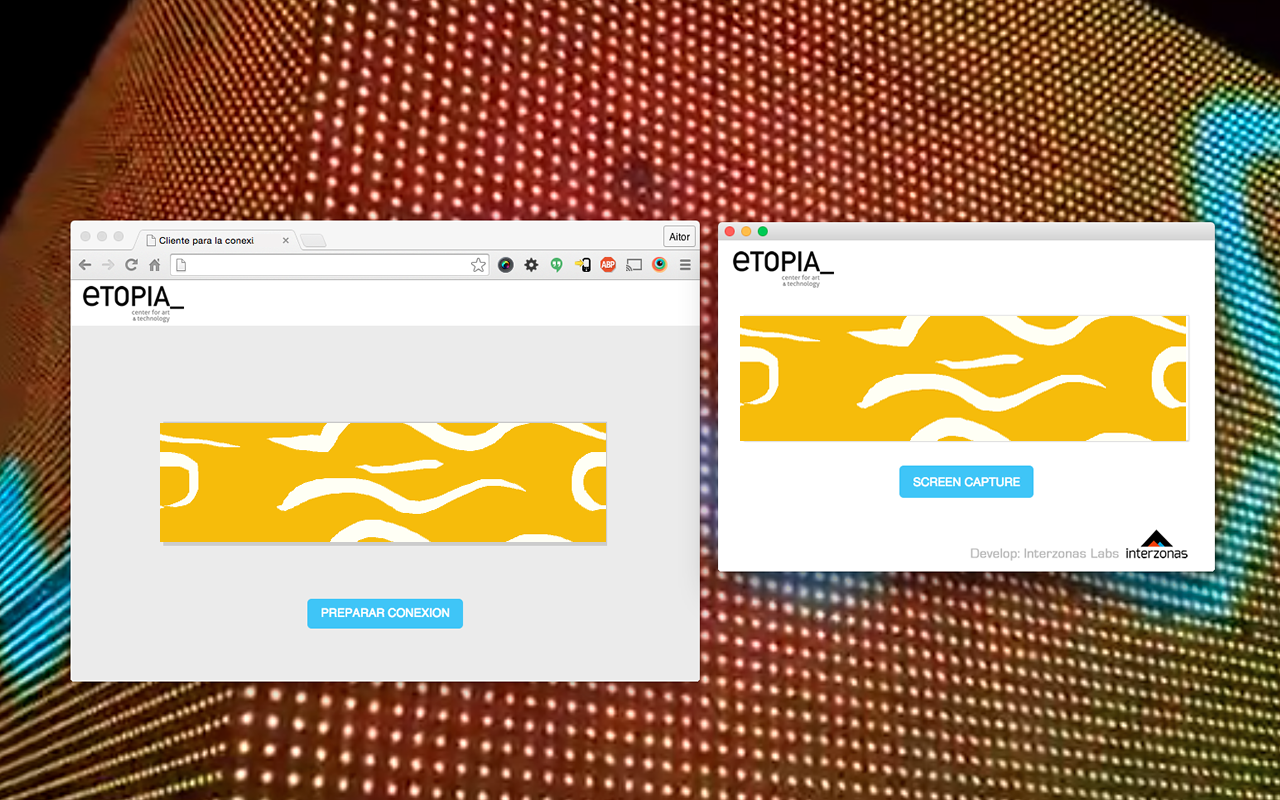 Cliente para la conexi
Aitor
ABP
eTOPIA_
center for art
& technology
PREPARAR CONEXION
eTOPIA_
center for art
& technology
SCREEN CAPTURE
Develop: Interzonas Labs
interzonas